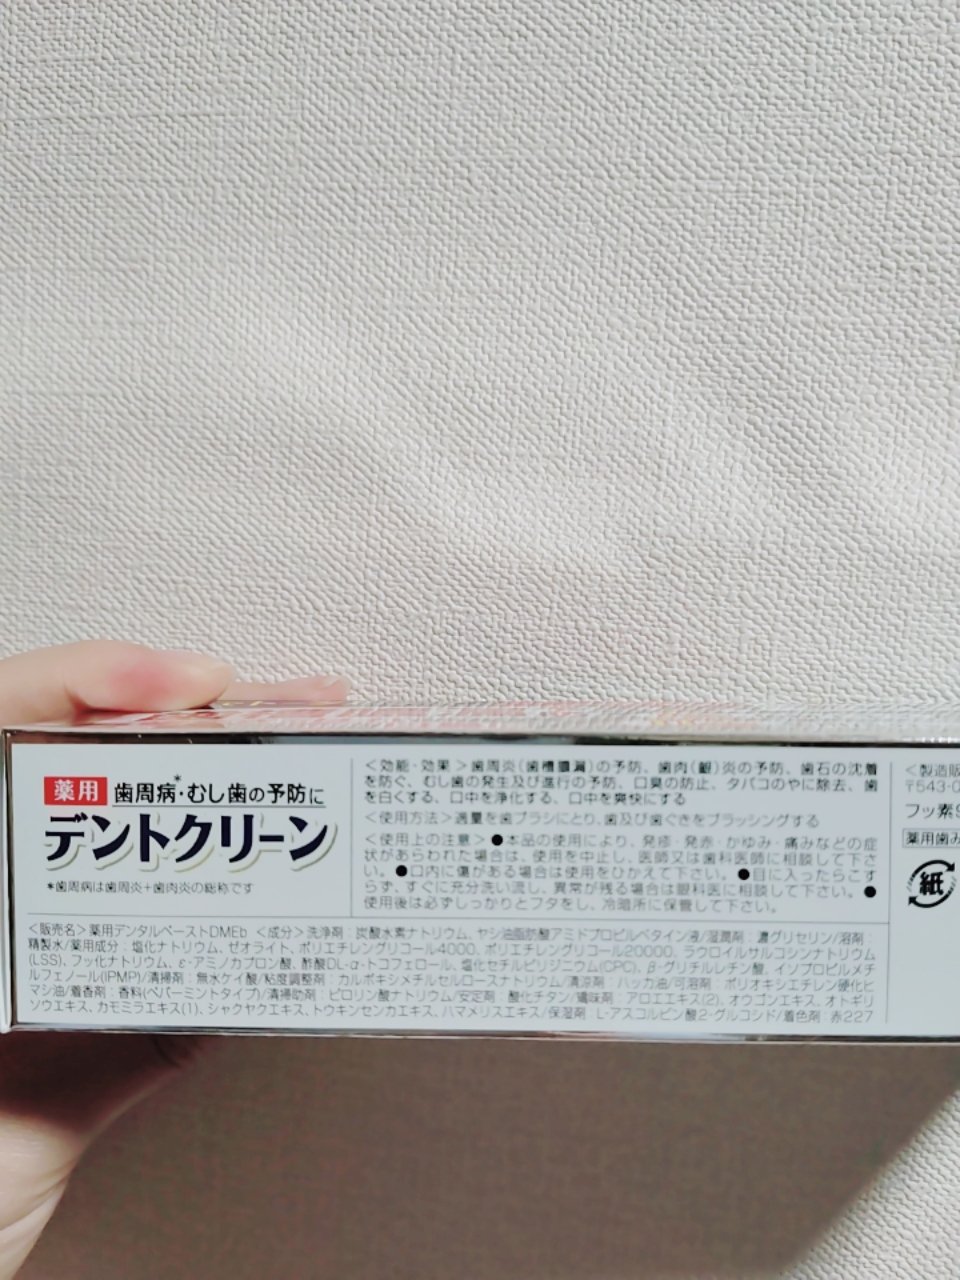 薬用 歯周病*・むし歯の予防に
デントクリーン
*歯周病は歯周炎+歯肉炎の総称です
<効能・効果>歯周炎(歯槽膿漏)の予防、歯肉(齦)炎の予防、歯石の沈着
を防ぐ、むし歯の発生及び進行の予防、口臭の防止、タバコのやに除去、歯
を白くする、口中を浄化する、口中を爽快にする
<使用方法>適量を歯ブラシにとり、歯及び歯ぐきをブラッシングする
<使用上の注意>●本品の使用により、発疹・発赤・かゆみ・痛みなどの症
状があらわれた場合は、使用を中止し、医師又は歯科医師に相談して下さ
い。●口内に傷がある場合は使用をひかえて下さい。●目に入ったらこす
らず、すぐに充分洗い流し、異常が残る場合は眼科医に相談して下さい。●
使用後は必ずしっかりとフタをし、冷暗所に保管して下さい。
<販売名>薬用デンタルペーストDMEb <成分>洗浄剤：炭酸水素ナトリウム、ヤシ油脂肪酸アミドプロピルベタイン液/湿潤剤：濃グリセリン/溶剤：
精製水/薬用成分：塩化ナトリウム、ゼオライト、ポリエチレングリコール4000、ポリエチレングリコール20000、ラウロイルサルコシンナトリウム
(LSS)、フッ化ナトリウム、ε-アミノカプロン酸、酢酸DL-α-トコフェロール、塩化セチルピリジニウム(CPC)、β-グリチルレチン酸、イソプロピルメチ
ルフェノール(IPMP)/清掃剤：無水ケイ酸/粘度調整剤：カルボキシメチルセルロースナトリウム/清涼剤：ハッカ油/可溶剤：ポリオキシエチレン硬化ヒ
マシ油/着香剤：香料(ペパーミントタイプ)/清掃助剤：ピロリン酸ナトリウム/安定剤：酸化チタン/矯味剤：アロエエキス(2)、オウゴンエキス、オトギリ
ソウエキス、カモミラエキス(1)、シャクヤクエキス、トウキンセンカエキス、ハマメリスエキス/保湿剤：L-アスコルビン酸2-グルコシド/着色剤：赤227
<製造販
〒543-0
フッ素9
薬用歯み
紙